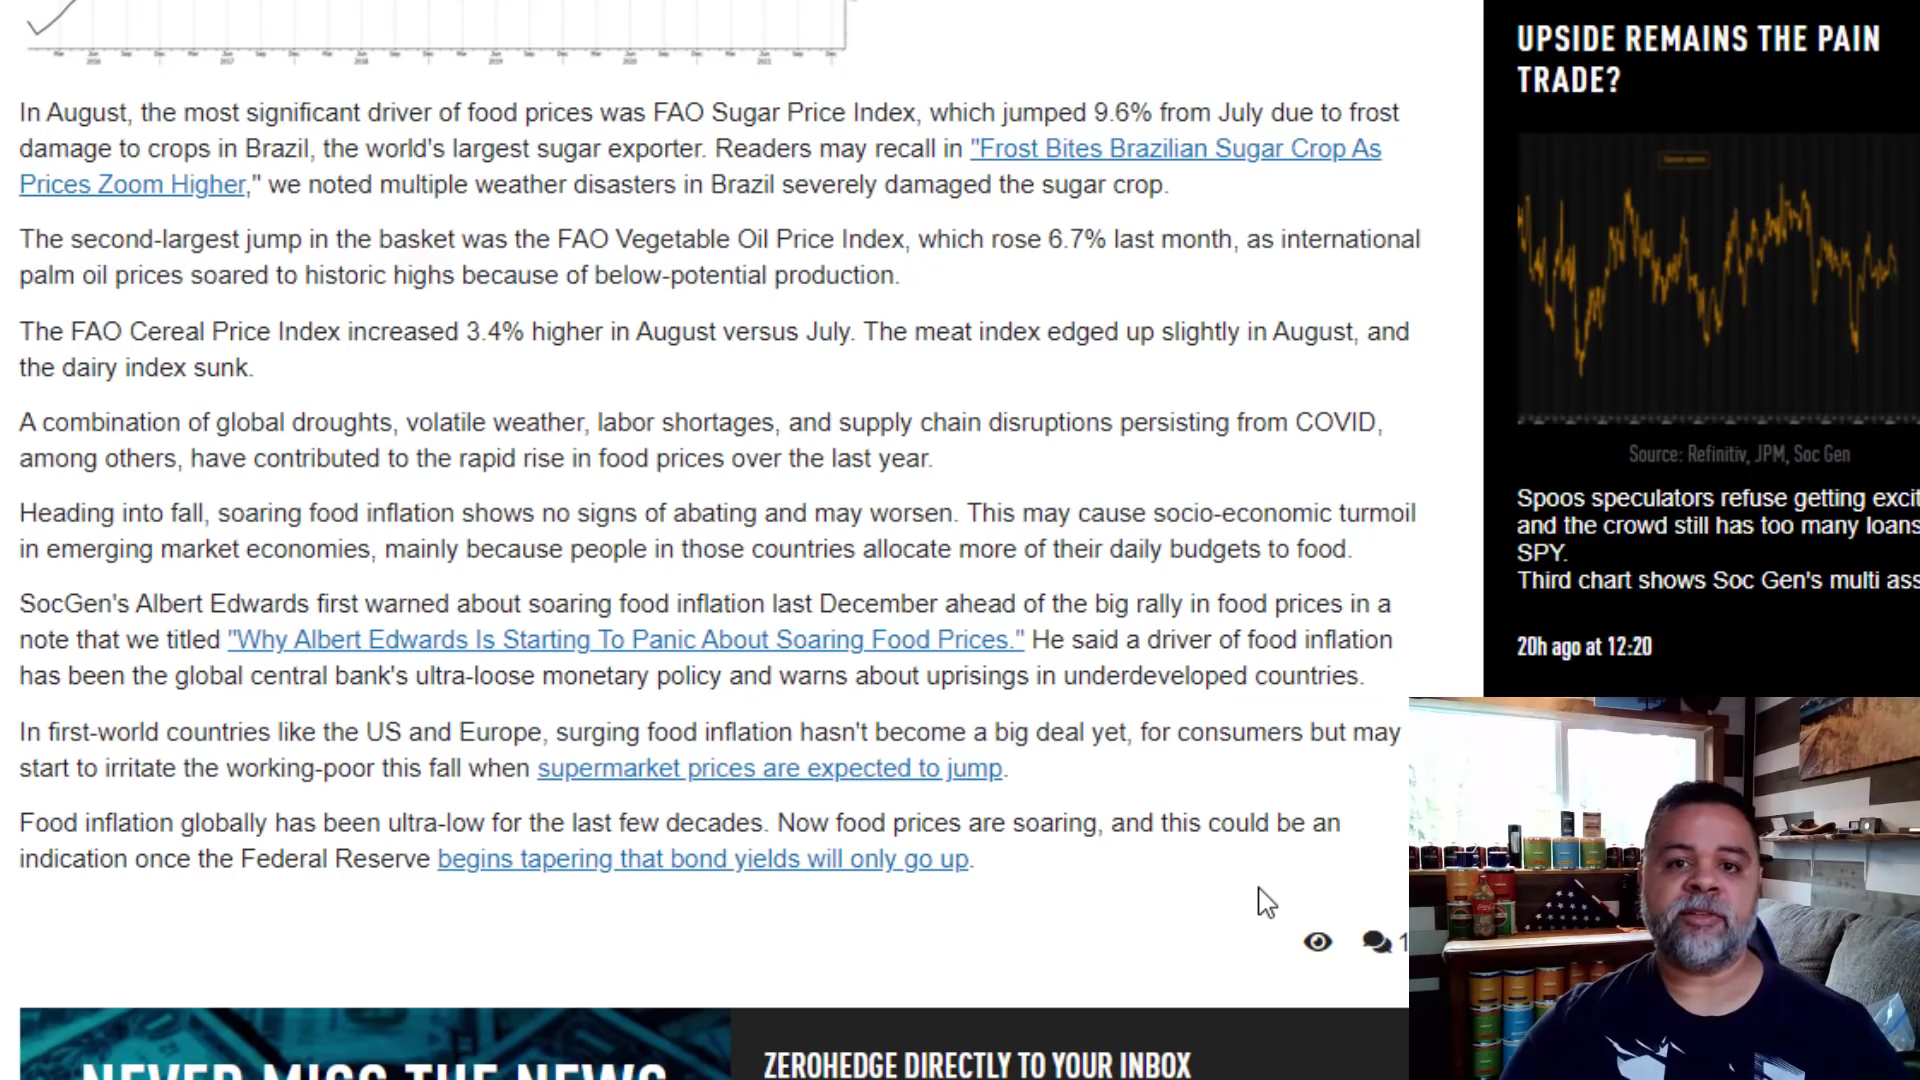 In August, the most significant driver of food prices was FAO Sugar Price Index, which jumped 9.6% from July due to frost
damage to crops in Brazil, the world's largest sugar exporter. Readers may recall in "Frost Bites Brazilian Sugar Crop As
Prices Zoom Higher," we noted multiple weather disasters in Brazil severely damaged the sugar crop.
The second-largest jump in the basket was the FAO Vegetable Oil Price Index, which rose 6.7% last month, as international
palm oil prices soared to historic highs because of below-potential production.
The FAO Cereal Price Index increased 3.4% higher in August versus July. The meat index edged up slightly in August, and
the dairy index sunk.
A combination of global droughts, volatile weather, labor shortages, and supply chain disruptions persisting from COVID,
among others, have contributed to the rapid rise in food prices over the last year.
Heading into fall, soaring food inflation shows no signs of abating and may worsen. This may cause socio-economic turmoil
in emerging market economies, mainly because people in those countries allocate more of their daily budgets to food.
SocGen's Albert Edwards first warned about soaring food inflation last December ahead of the big rally in food prices in a
note that we titled "Why Albert Edwards Is Starting To Panic About Soaring Food Prices." He said a driver of food inflation
has been the global central bank's ultra-loose monetary policy and warns about uprisings in underdeveloped countries.
In first-world countries like the US and Europe, surging food inflation hasn't become a big deal yet, for consumers but may
start to irritate the working-poor this fall when supermarket prices are expected to jump.
Food inflation globally has been ultra-low for the last few decades. Now food prices are soaring, and this could be an
indication once the Federal Reserve begins tapering that bond yields will only go up.
1
NEVER MISS THE NEWS
ZEROHEDGE DIRECTLY TO YOUR INBOX
UPSIDE REMAINS THE PAIN
TRADE?
Source: Refinitiv, JPM, Soc Gen
Spoos speculators refuse getting excit
and the crowd still has too many loans
SPY.
Third chart shows Soc Gen's multi ass
20h ago at 12:20